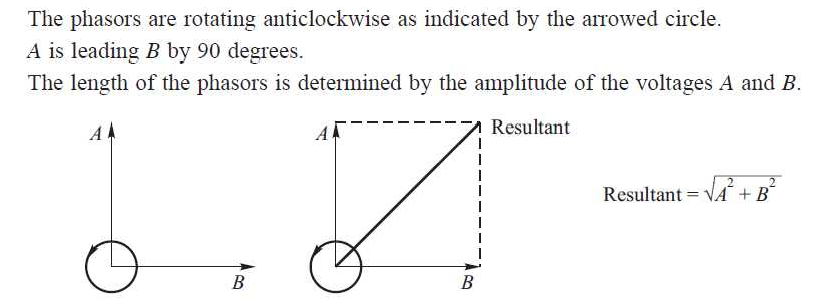 The phasors are rotating anticlockwise as indicated by the arrowed circle.
A is leading B by 90 degrees.
The length of the phasors is determined by the amplitude of the voltages A and B.
A
B
A
Resultant
B
Resultant = √A² + B²